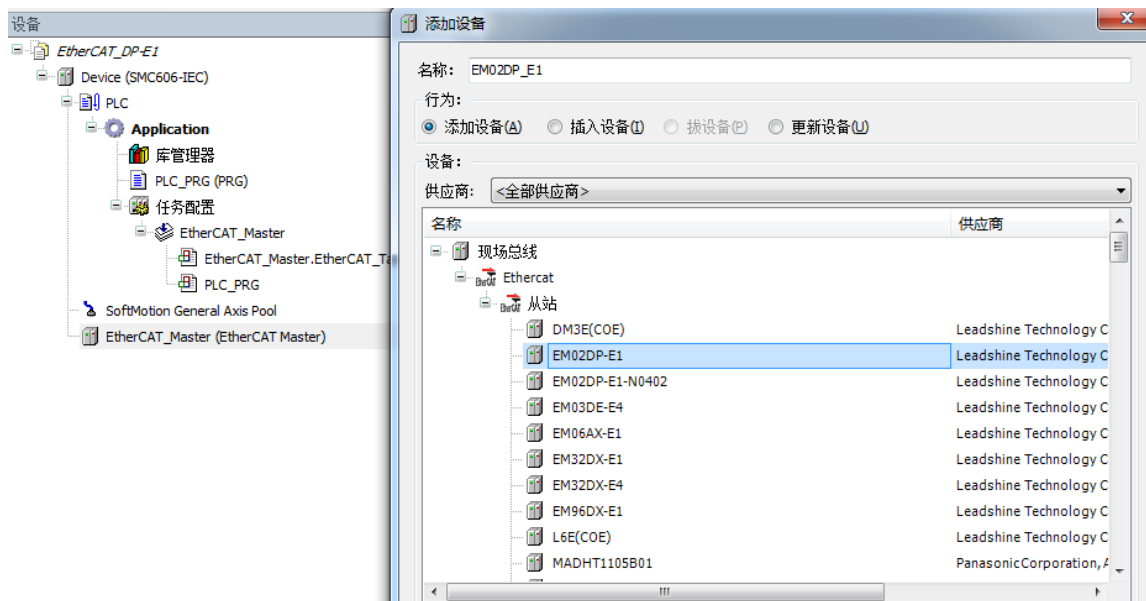 设备
EtherCAT_DP-E1
Device (SMC606-IEC)
PLC
Application
库管理器
PLC_PRG (PRG)
任务配置
EtherCAT_Master
EtherCAT_Master.EtherCAT_Ta
PLC_PRG
SoftMotion General Axis Pool
EtherCAT_Master (EtherCAT Master)
添加设备
名称: EM02DP_E1
行为:
添加设备(A) 插入设备(I) 拔设备(P) 更新设备(U)
设备:
供应商: <全部供应商>
名称 供应商
现场总线
Ethercat
从站
DM3E(COE) Leadshine Technology C
EM02DP-E1 Leadshine Technology C
EM02DP-E1-N0402 Leadshine Technology C
EM03DE-E4 Leadshine Technology C
EM06AX-E1 Leadshine Technology C
EM32DX-E1 Leadshine Technology C
EM32DX-E4 Leadshine Technology C
EM96DX-E1 Leadshine Technology C
L6E(COE) Leadshine Technology C
MADHT1105B01 PanasonicCorporation, A